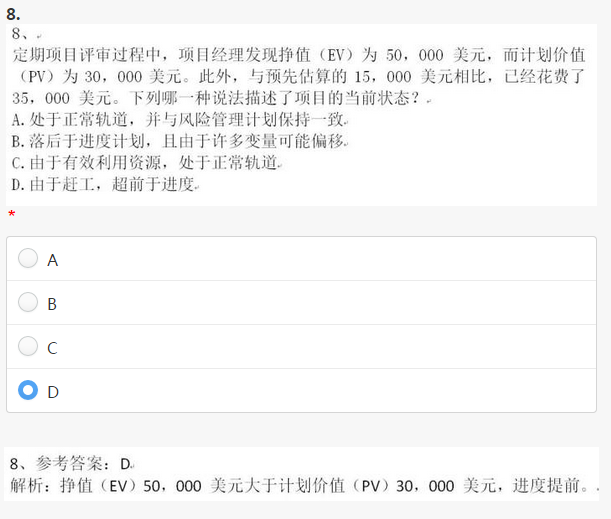 8.
8、
定期项目评审过程中，项目经理发现挣值（EV）为 50，000 美元，而计划价值
（PV）为 30，000 美元。此外，与预先估算的 15，000 美元相比，已经花费了
35，000 美元。下列哪一种说法描述了项目的当前状态？
A.处于正常轨道，并与风险管理计划保持一致
B.落后于进度计划，且由于许多变量可能偏移
C.由于有效利用资源，处于正常轨道
D.由于赶工，超前于进度
*
A
B
C
D
8、参考答案：D
解析：挣值（EV）50，000 美元大于计划价值（PV）30，000 美元，进度提前。